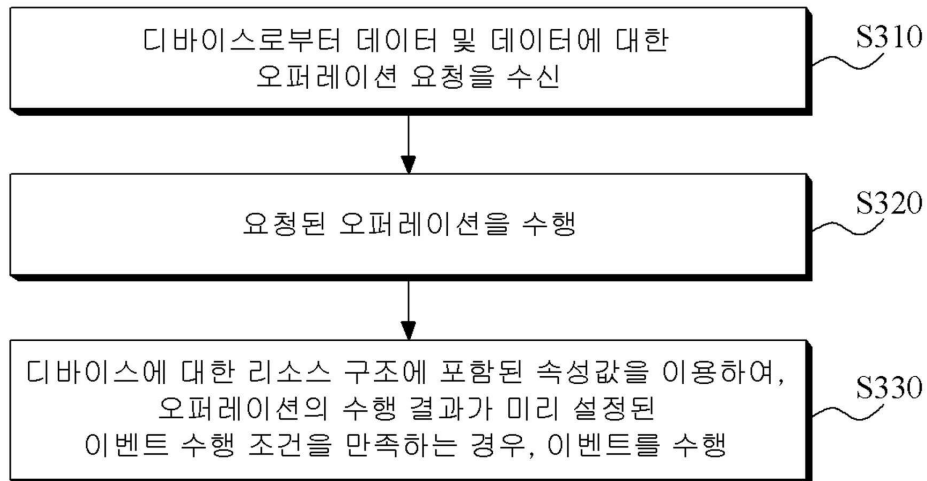 디바이스로부터 데이터 및 데이터에 대한
오퍼레이션 요청을 수신
S310
요청된 오퍼레이션을 수행
S320
디바이스에 대한 리소스 구조에 포함된 속성값을 이용하여,
오퍼레이션의 수행 결과가 미리 설정된
이벤트 수행 조건을 만족하는 경우, 이벤트를 수행
S330